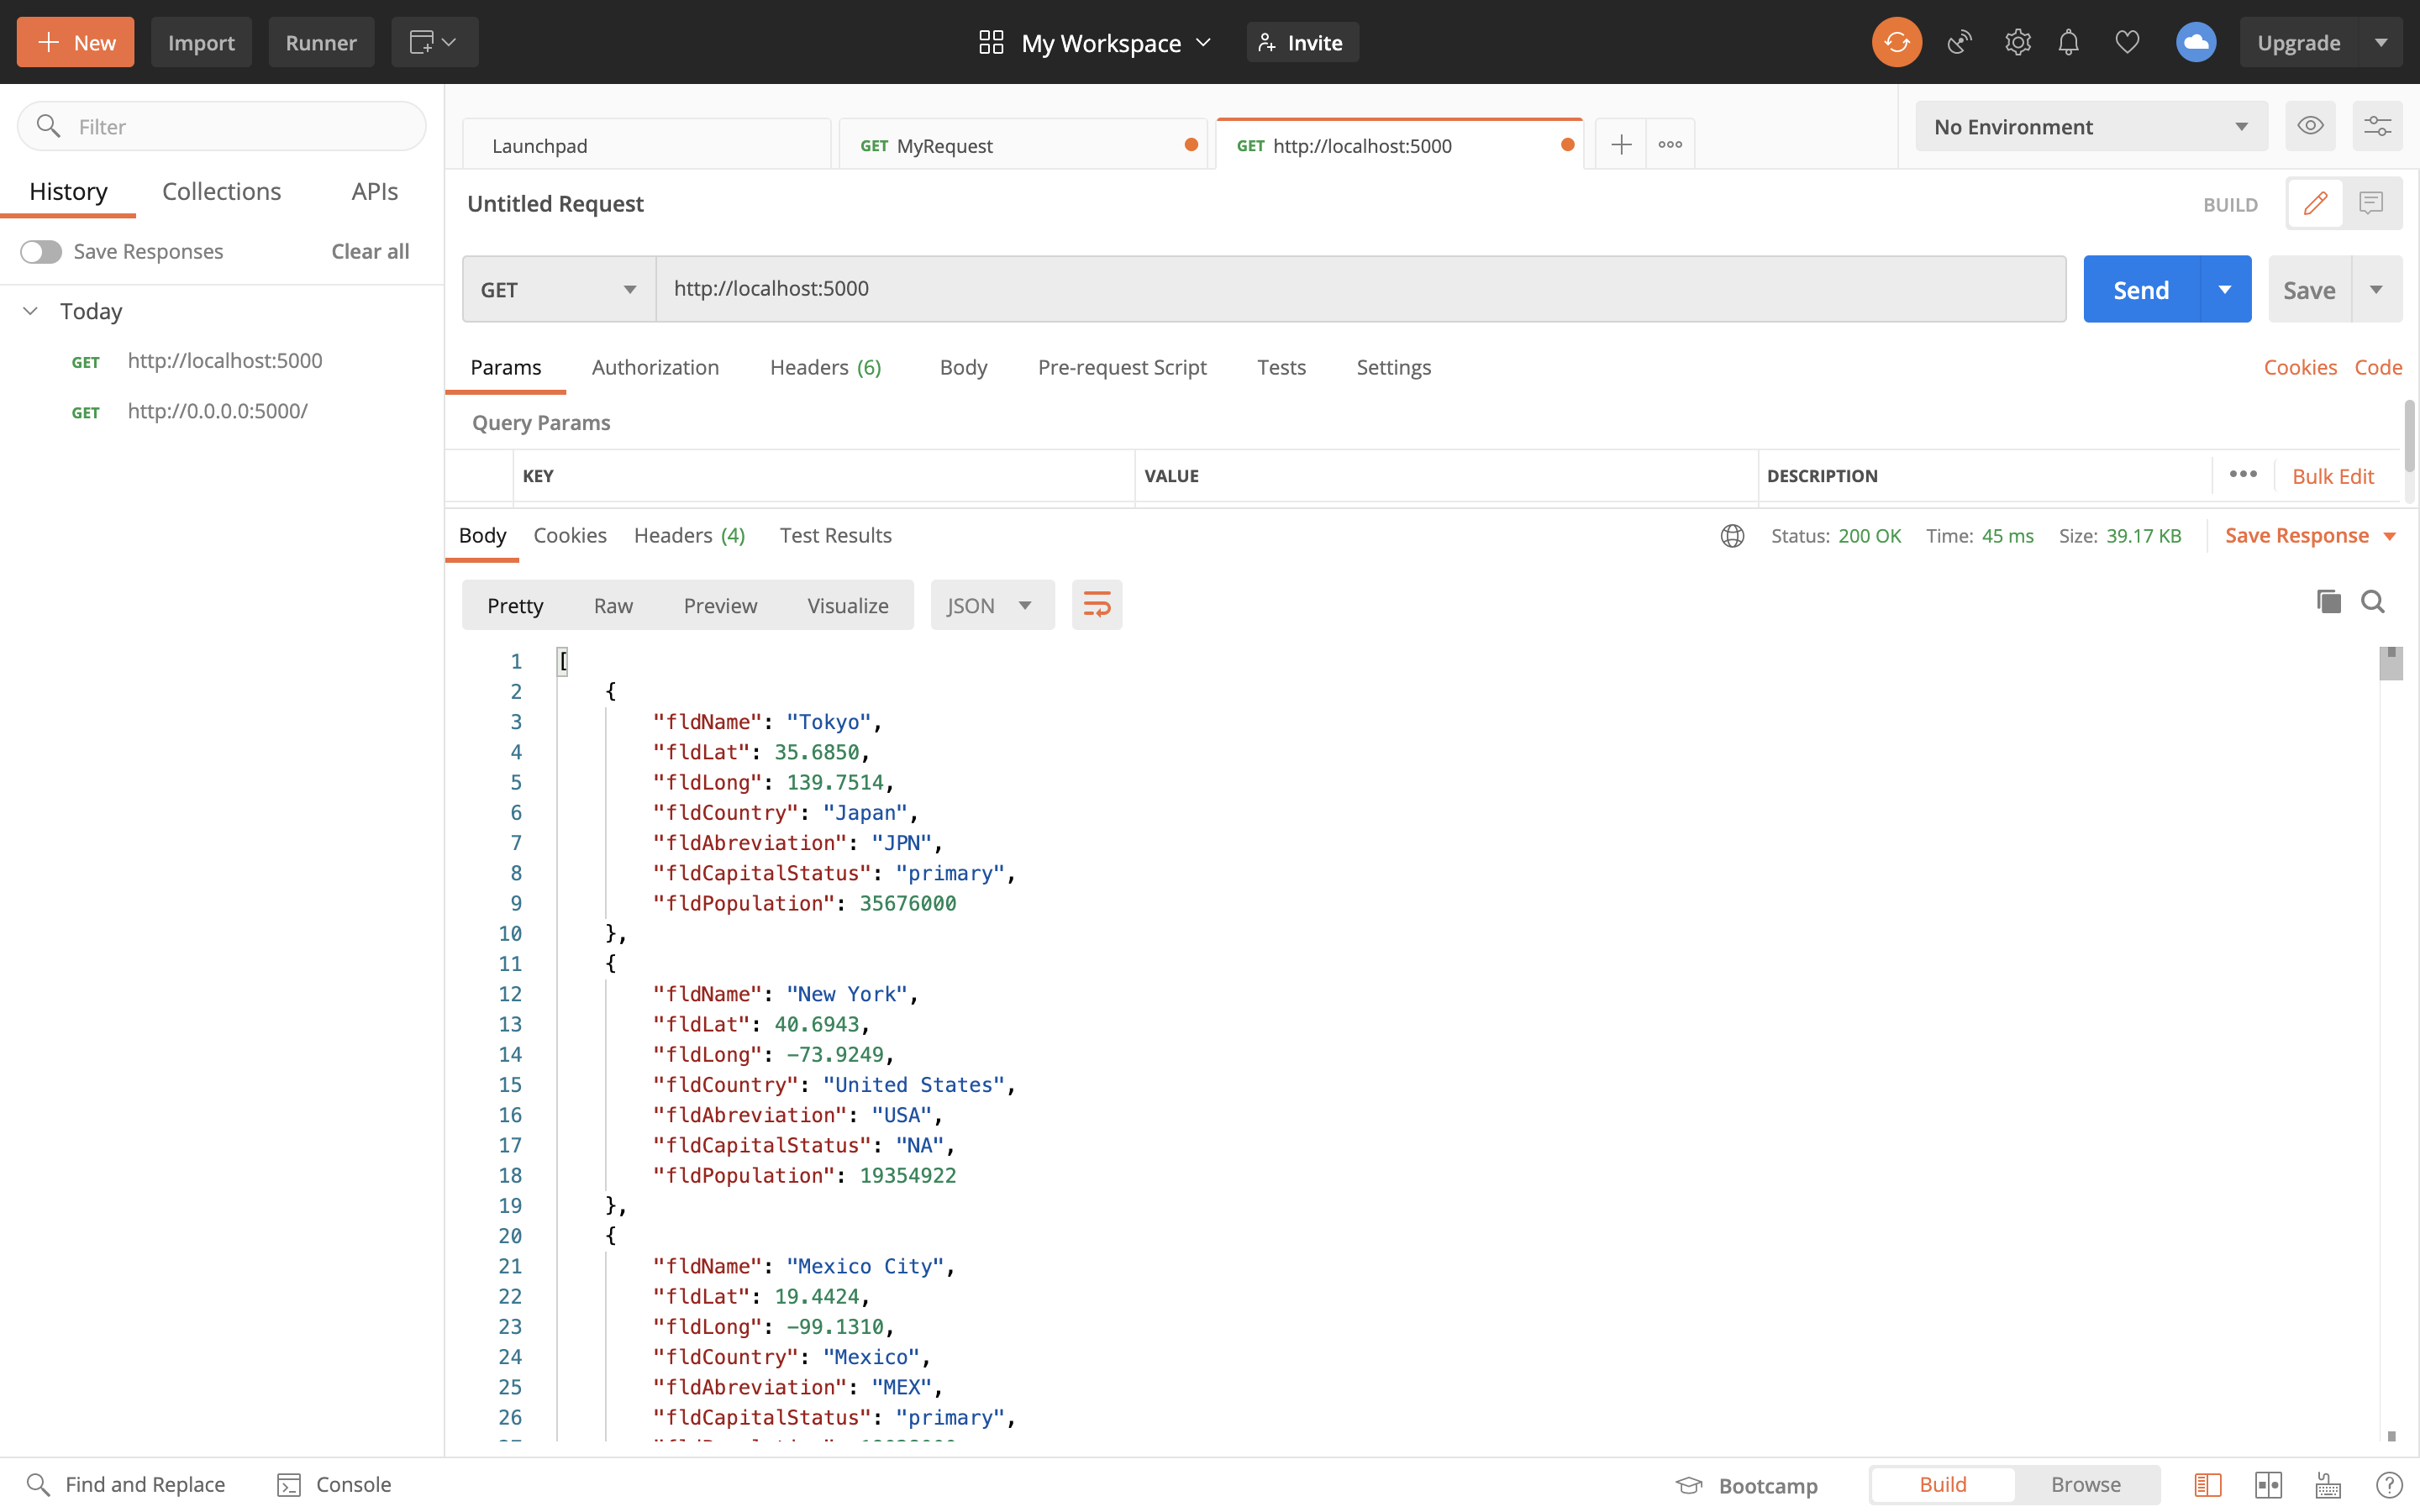 New Import Runner My Workspace Invite Upgrade
Filter
Launchpad GET MyRequest GET http://localhost:5000 No Environment
History Collections APIs
Untitled Request BUILD
Save Responses Clear all
GET http://localhost:5000 Send Save
Today
GET http://localhost:5000
GET http://0.0.0.0:5000/
Params Authorization Headers (6) Body Pre-request Script Tests Settings Cookies Code
Query Params
KEY VALUE DESCRIPTION Bulk Edit
Body Cookies Headers (4) Test Results Status: 200 OK Time: 45 ms Size: 39.17 KB Save Response
Pretty Raw Preview Visualize JSON
1 [
2 {
3 "fldName": "Tokyo",
4 "fldLat": 35.6850,
5 "fldLong": 139.7514,
6 "fldCountry": "Japan",
7 "fldAbreviation": "JPN",
8 "fldCapitalStatus": "primary",
9 "fldPopulation": 35676000
10 },
11 {
12 "fldName": "New York",
13 "fldLat": 40.6943,
14 "fldLong": -73.9249,
15 "fldCountry": "United States",
16 "fldAbreviation": "USA",
17 "fldCapitalStatus": "NA",
18 "fldPopulation": 19354922
19 },
20 {
21 "fldName": "Mexico City",
22 "fldLat": 19.4424,
23 "fldLong": -99.1310,
24 "fldCountry": "Mexico",
25 "fldAbreviation": "MEX",
26 "fldCapitalStatus": "primary",
Find and Replace Console Bootcamp Build Browse